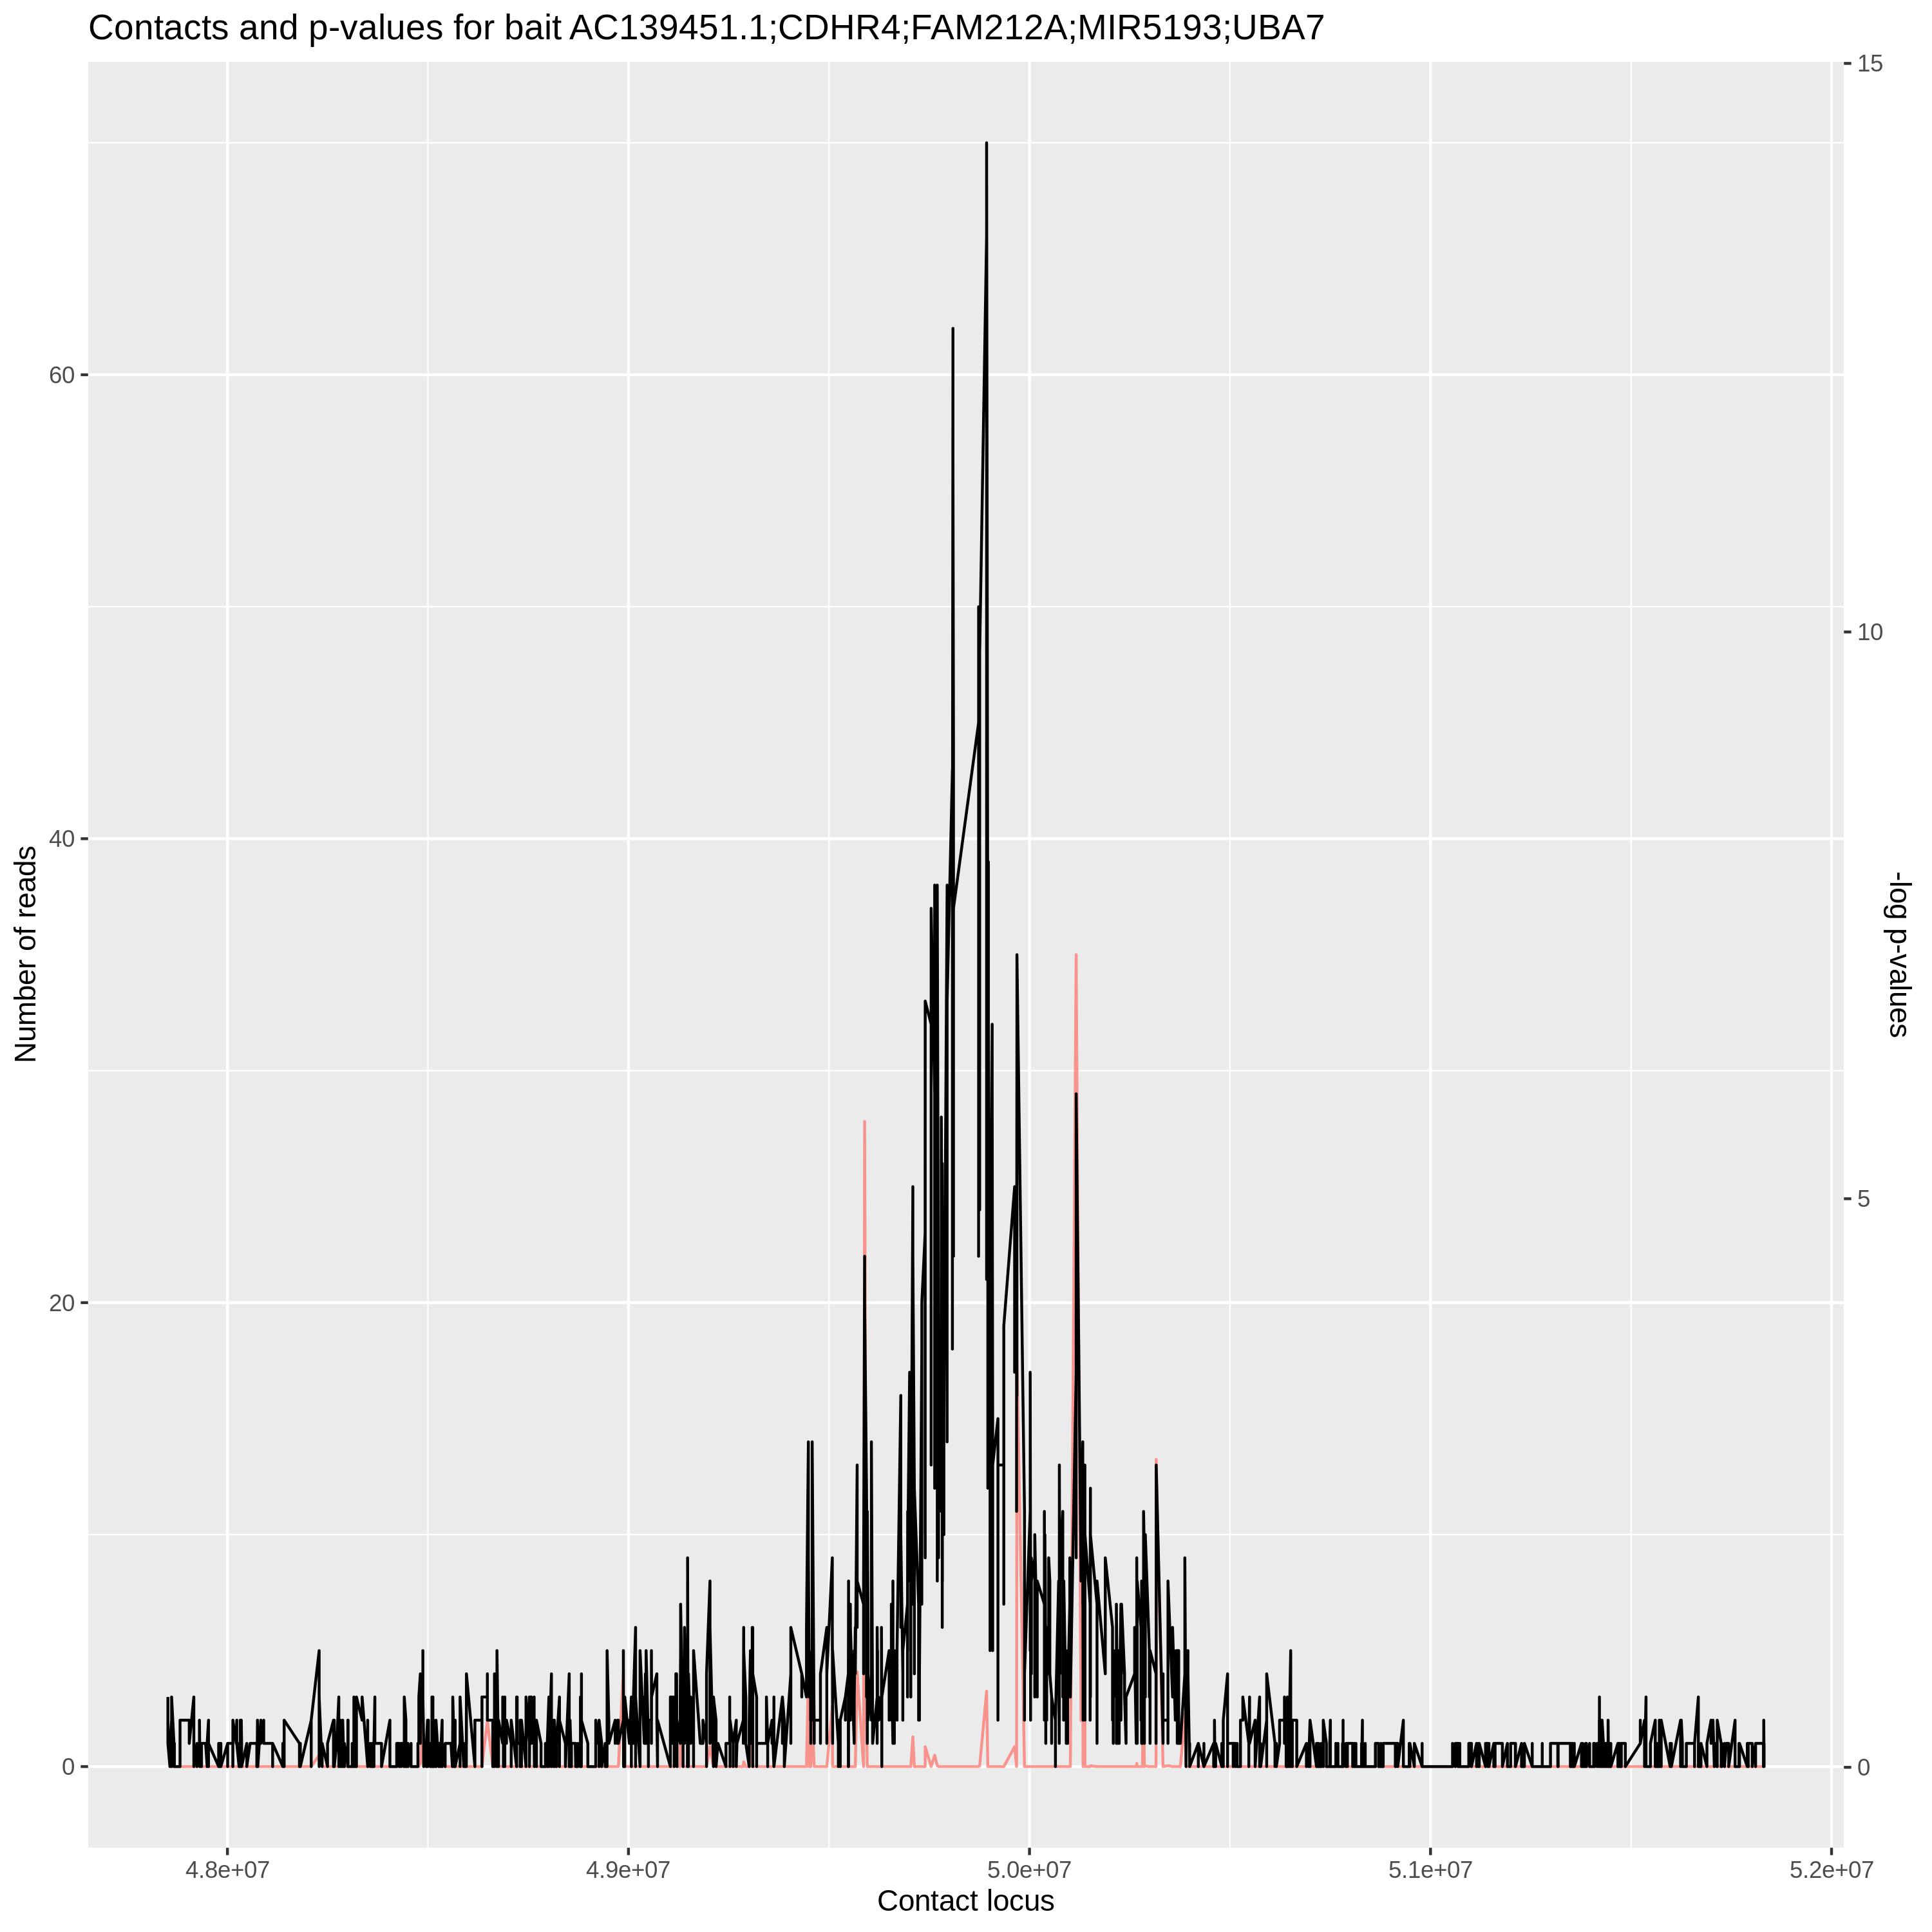 Contacts and p-values for bait AC139451.1;CDHR4;FAM212A;MIR5193;UBA7
15
60
10
40
Number of reads
-log p-values
5
20
0
0
4.8e+07
4.9e+07
5.0e+07
5.1e+07
5.2e+07
Contact locus